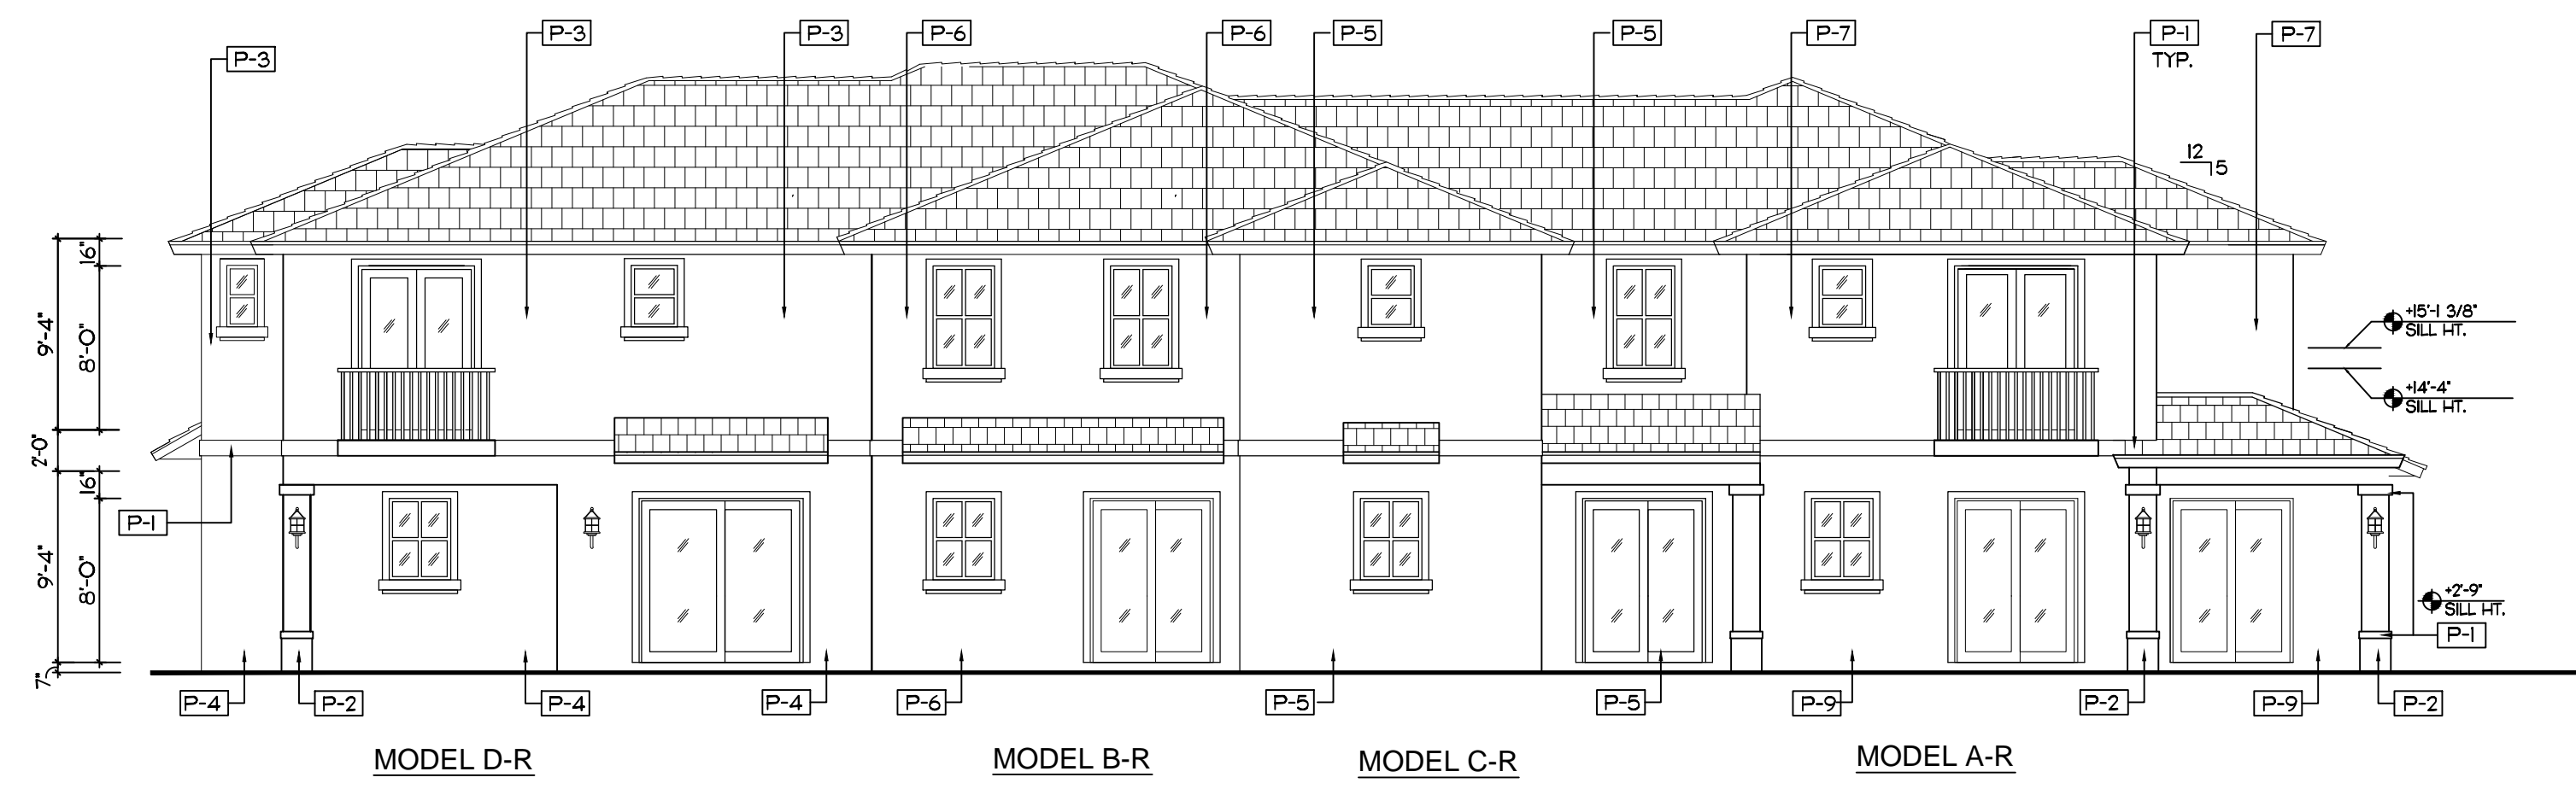 P-3
P-3
P-3
P-6
P-6
P-5
P-5
P-7
P-1
TYP.
P-7
12
5
16"
9'-4"
8'-0"
2'-0"
16"
9'-4"
8'-0"
7"
+15'-1 3/8"
SILL HT.
+14'-4"
SILL HT.
P-1
+2'-9"
SILL HT.
P-1
P-4
P-2
P-4
P-4
P-6
P-5
P-5
P-9
P-2
P-9
P-2
MODEL D-R
MODEL B-R
MODEL C-R
MODEL A-R